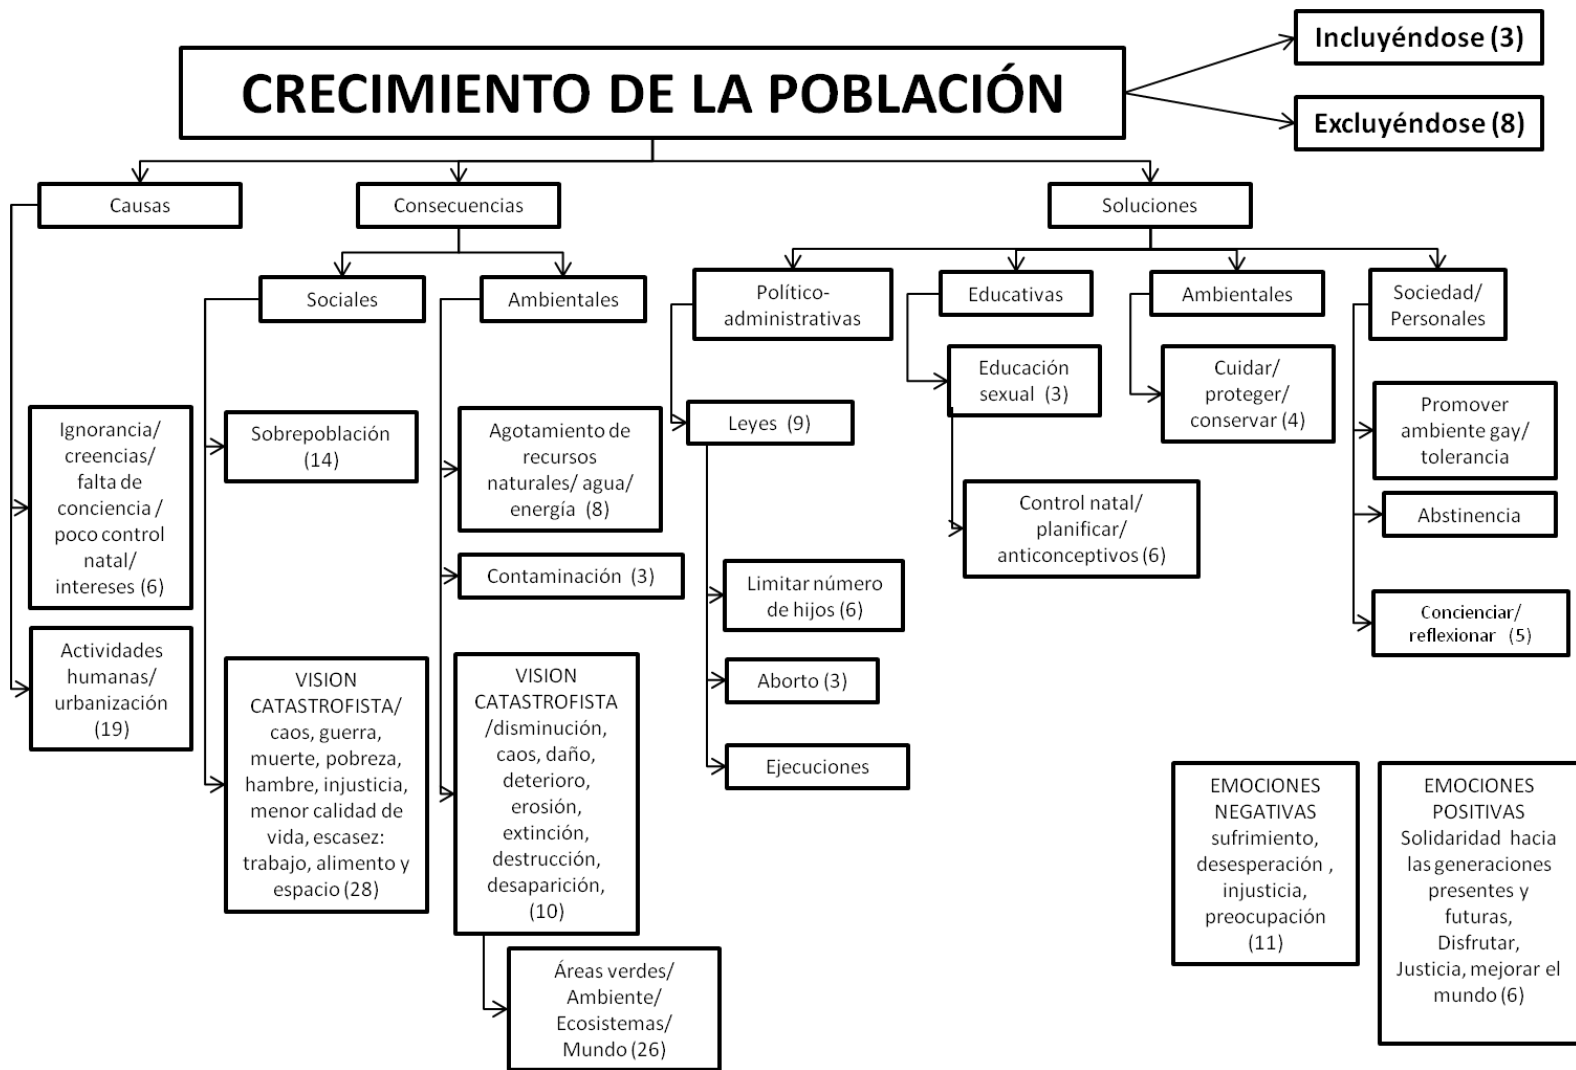 CRECIMIENTO DE LA POBLACIÓN
Incluyéndose (3)
Excluyéndose (8)
Causas
Ignorancia/
creencias/
falta de
conciencia /
poco control
natal/
intereses (6)
Actividades
humanas/
urbanización
(19)
Consecuencias
Sociales
Sobrepoblación
(14)
VISION
CATASTROFISTA/
caos, guerra,
muerte, pobreza,
hambre, injusticia,
menor calidad de
vida, escasez:
trabajo, alimento y
espacio (28)
Ambientales
Agotamiento de
recursos
naturales/ agua/
energía (8)
Contaminación (3)
VISION
CATASTROFISTA
/disminución,
caos, daño,
deterioro,
erosión,
extinción,
destrucción,
desaparición,
(10)
Áreas verdes/
Ambiente/
Ecosistemas/
Mundo (26)
Soluciones
Político-
administrativas
Leyes (9)
Limitar número
de hijos (6)
Aborto (3)
Ejecuciones
Educativas
Educación
sexual (3)
Control natal/
planificar/
anticonceptivos (6)
Ambientales
Cuidar/
proteger/
conservar (4)
Sociedad/
Personales
Promover
ambiente gay/
tolerancia
Abstinencia
Concienciar/
reflexionar (5)
EMOCIONES
NEGATIVAS
sufrimiento,
desesperación ,
injusticia,
preocupación
(11)
EMOCIONES
POSITIVAS
Solidaridad hacia
las generaciones
presentes y
futuras,
Disfrutar,
Justicia, mejorar el
mundo (6)